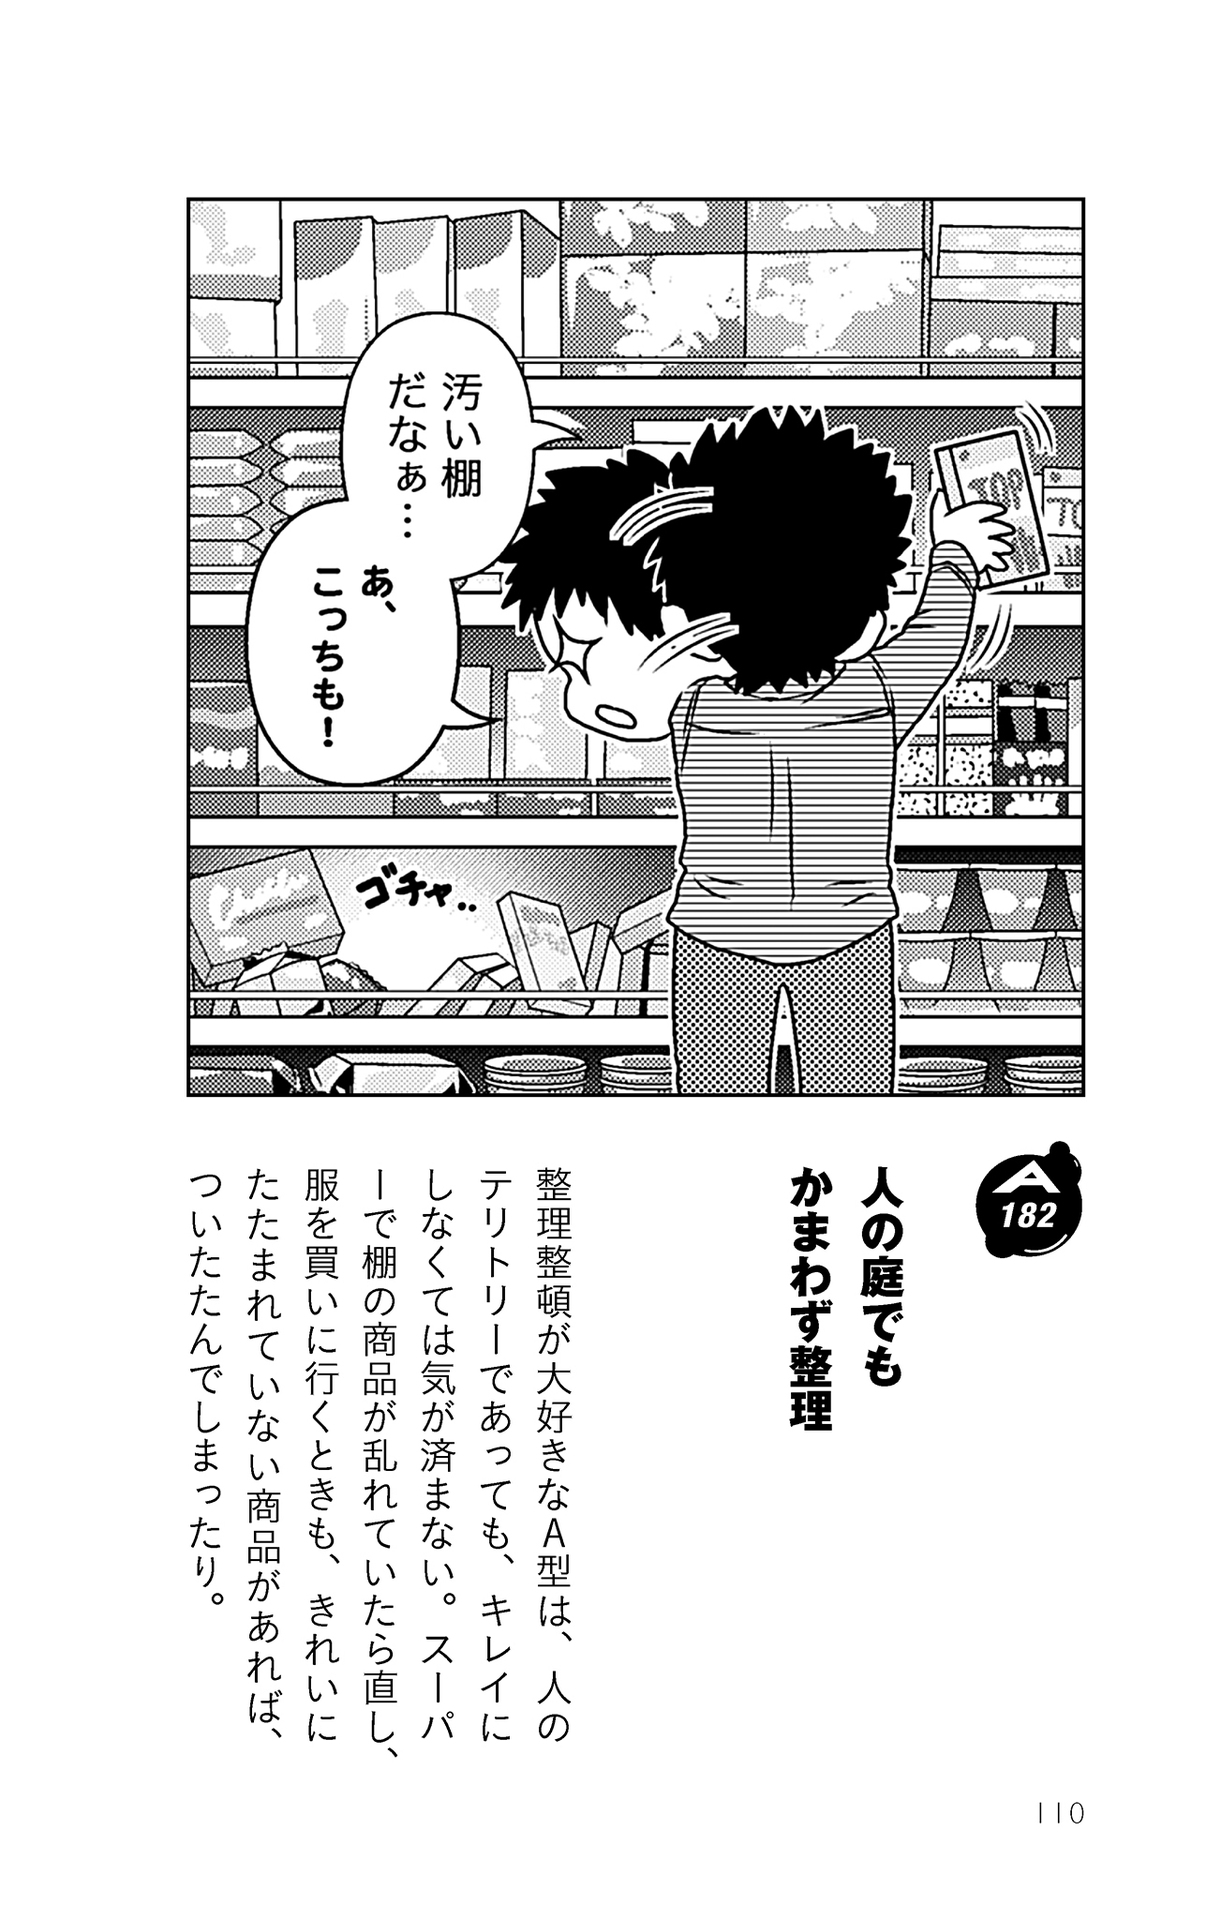 汚い棚
だなぁ…
あ、
こっちも！
TOP
TO
ゴチャ..
A
182
人の庭でも
かまわず整理
整理整頓が大好きなA型は、人の
テリトリーであっても、キレイに
しなくては気が済まない。スーパ
ーで棚の商品が乱れていたら直し、
服を買いに行くときも、きれいに
たたまれていない商品があれば、
ついたたんでしまったり。
110